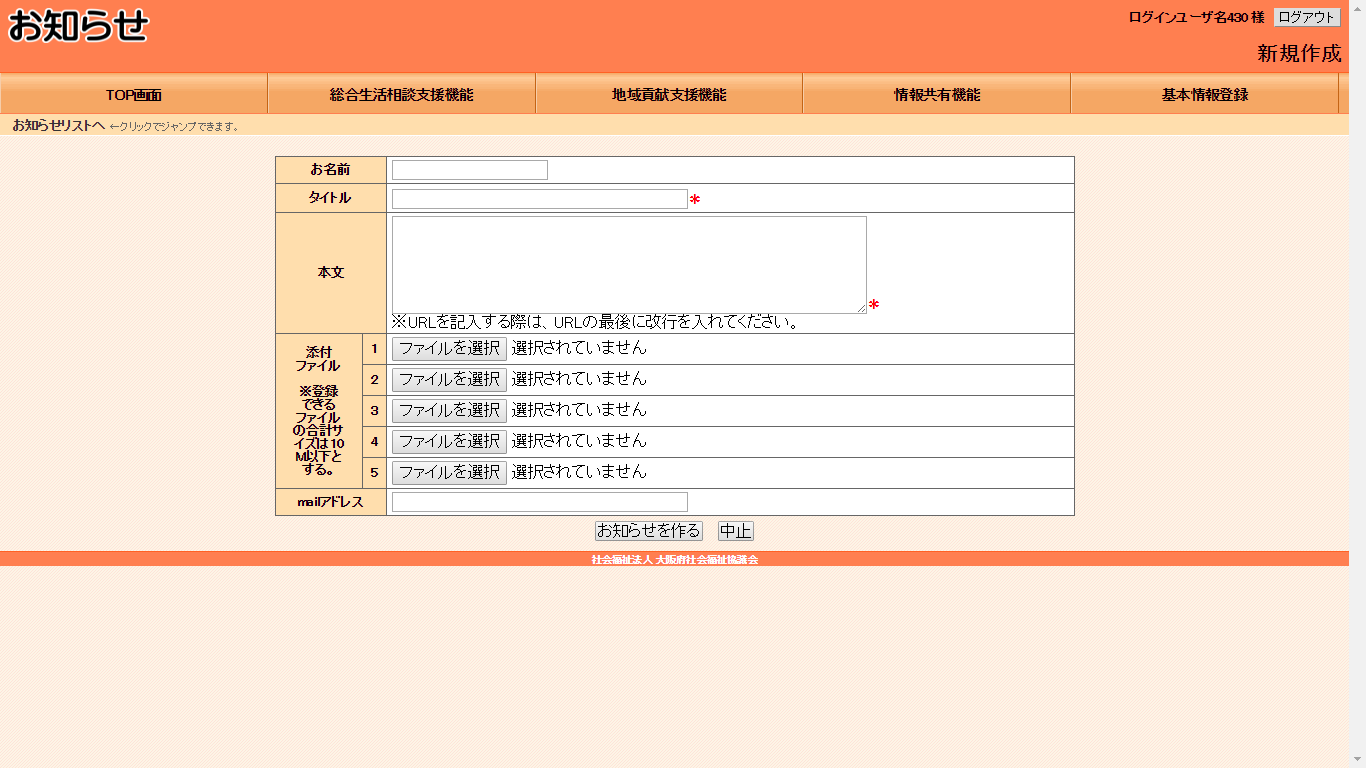 お知らせ
ログインユーザ名430 様 ログアウト
新規作成
TOP画面 総合生活相談支援機能 地域貢献支援機能 情報共有機能 基本情報登録
お知らせリストへ ←クリックでジャンプできます。
お名前
タイトル *
本文 *
※URLを記入する際は、URLの最後に改行を入れてください。
添付
ファイル
※登録
できる
ファイル
の合計サ
イズは10
M以下と
する。
1 ファイルを選択 選択されていません
2 ファイルを選択 選択されていません
3 ファイルを選択 選択されていません
4 ファイルを選択 選択されていません
5 ファイルを選択 選択されていません
mailアドレス
お知らせを作る 中止
社会福祉法人 大阪府社会福祉協議会